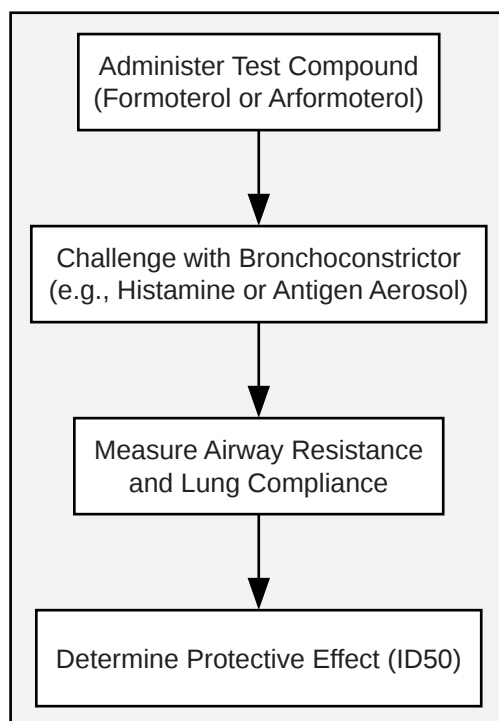 Administer Test Compound
(Formoterol or Arformoterol)
Challenge with Bronchoconstrictor
(e.g., Histamine or Antigen Aerosol)
Measure Airway Resistance
and Lung Compliance
Determine Protective Effect (ID50)